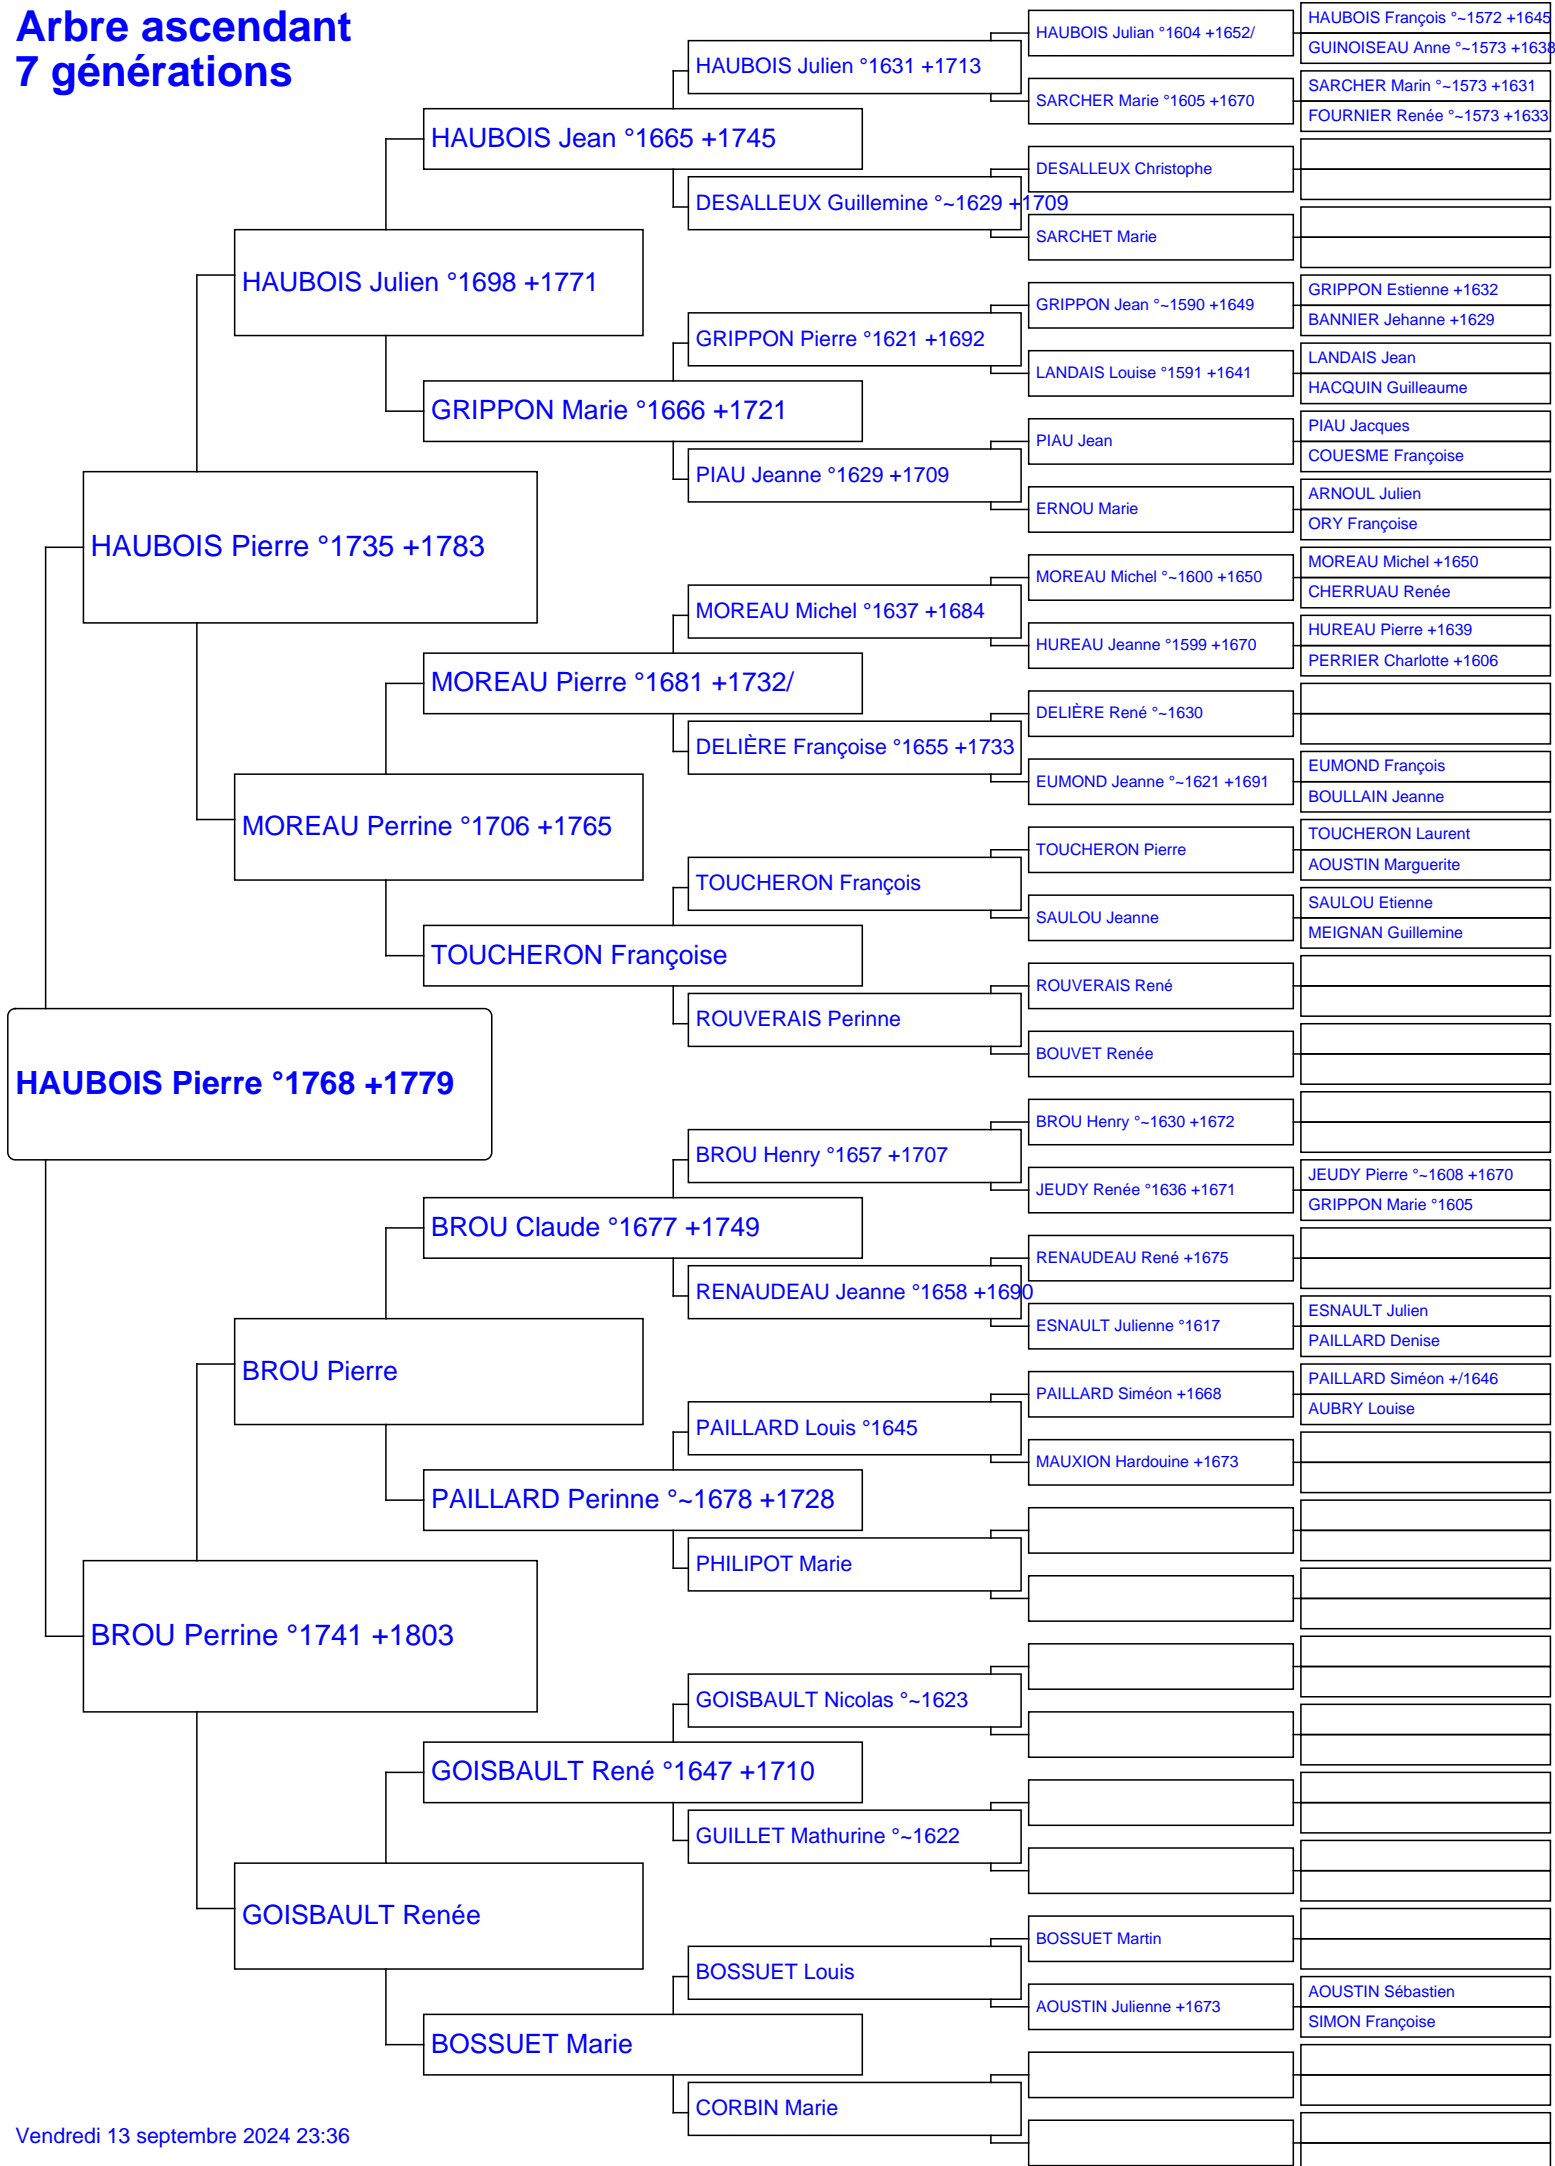 Arbre ascendant
7 générations
HAUBOIS Pierre °1768 +1779
HAUBOIS Pierre °1735 +1783
BROU Perrine °1741 +1803
HAUBOIS Julien °1698 +1771
MOREAU Perrine °1706 +1765
BROU Pierre
GOISBAULT Renée
HAUBOIS Jean °1665 +1745
GRIPPON Marie °1666 +1721
MOREAU Pierre °1681 +1732/
TOUCHERON Françoise
BROU Claude °1677 +1749
PAILLARD Perinne °~1678 +1728
GOISBAULT René °1647 +1710
BOSSUET Marie
HAUBOIS Julien °1631 +1713
DESALLEUX Guillemine °~1629 +1709
GRIPPON Pierre °1621 +1692
PIAU Jeanne °1629 +1709
MOREAU Michel °1637 +1684
DELIÈRE Françoise °1655 +1733
TOUCHERON François
ROUVERAIS Perinne
BROU Henry °1657 +1707
RENAUDEAU Jeanne °1658 +1690
PAILLARD Louis °1645
PHILIPOT Marie
GOISBAULT Nicolas °~1623
GUILLET Mathurine °~1622
BOSSUET Louis
CORBIN Marie
HAUBOIS Julian °1604 +1652/
SARCHER Marie °1605 +1670
DESALLEUX Christophe
SARCHET Marie
GRIPPON Jean °~1590 +1649
LANDAIS Louise °1591 +1641
PIAU Jean
ERNOU Marie
MOREAU Michel °~1600 +1650
HUREAU Jeanne °1599 +1670
DELIÈRE René °~1630
EUMOND Jeanne °~1621 +1691
TOUCHERON Pierre
SAULOU Jeanne
ROUVERAIS René
BOUVET Renée
BROU Henry °~1630 +1672
JEUDY Renée °1636 +1671
RENAUDEAU René +1675
ESNAULT Julienne °1617
PAILLARD Siméon +1668
MAUXION Hardouine +1673
BOSSUET Martin
AOUSTIN Julienne +1673
HAUBOIS François °~1572 +1645
GUINOISEAU Anne °~1573 +1638
SARCHER Marin °~1573 +1631
FOURNIER Renée °~1573 +1633
GRIPPON Estienne +1632
BANNIER Jehanne +1629
LANDAIS Jean
HACQUIN Guilleaume
PIAU Jacques
COUESME Françoise
ARNOUL Julien
ORY Françoise
MOREAU Michel +1650
CHERRUAU Renée
HUREAU Pierre +1639
PERRIER Charlotte +1606
EUMOND François
BOULLAIN Jeanne
TOUCHERON Laurent
AOUSTIN Marguerite
SAULOU Etienne
MEIGNAN Guillemine
JEUDY Pierre °~1608 +1670
GRIPPON Marie °1605
ESNAULT Julien
PAILLARD Denise
PAILLARD Siméon +/1646
AUBRY Louise
AOUSTIN Sébastien
SIMON Françoise
Vendredi 13 septembre 2024 23:36